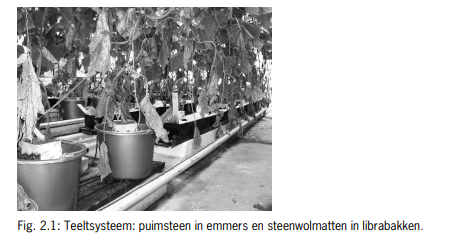 Fig. 2.1: Teeltsysteem: puimsteen in emmers en steenwolmatten in librabakken.